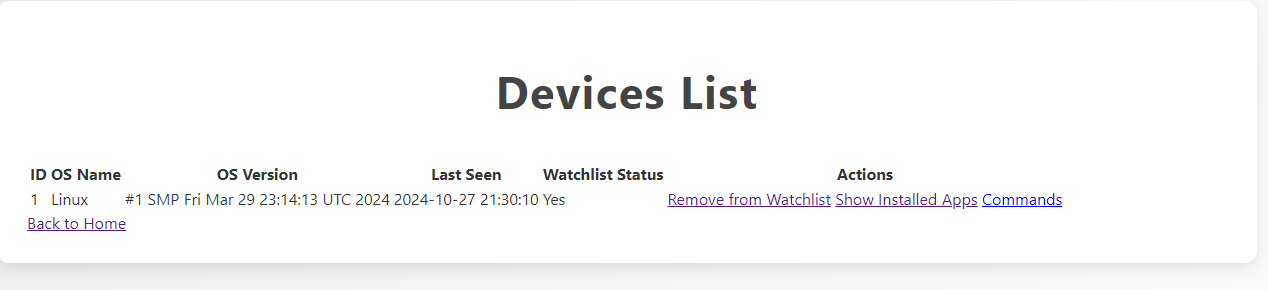 Devices List
ID OS Name OS Version Last Seen Watchlist Status Actions
1 Linux #1 SMP Fri Mar 29 23:14:13 UTC 2024 2024-10-27 21:30:10 Yes Remove from Watchlist Show Installed Apps Commands
Back to Home